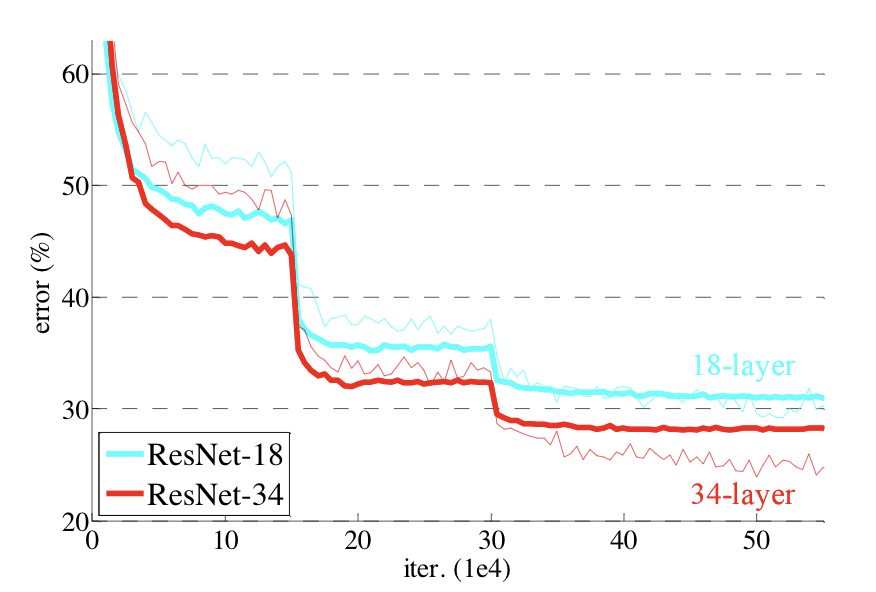 60
50
40
30
20
error (%)
18-layer
34-layer
ResNet-18
ResNet-34
0 10 20 30 40 50
iter. (1e4)